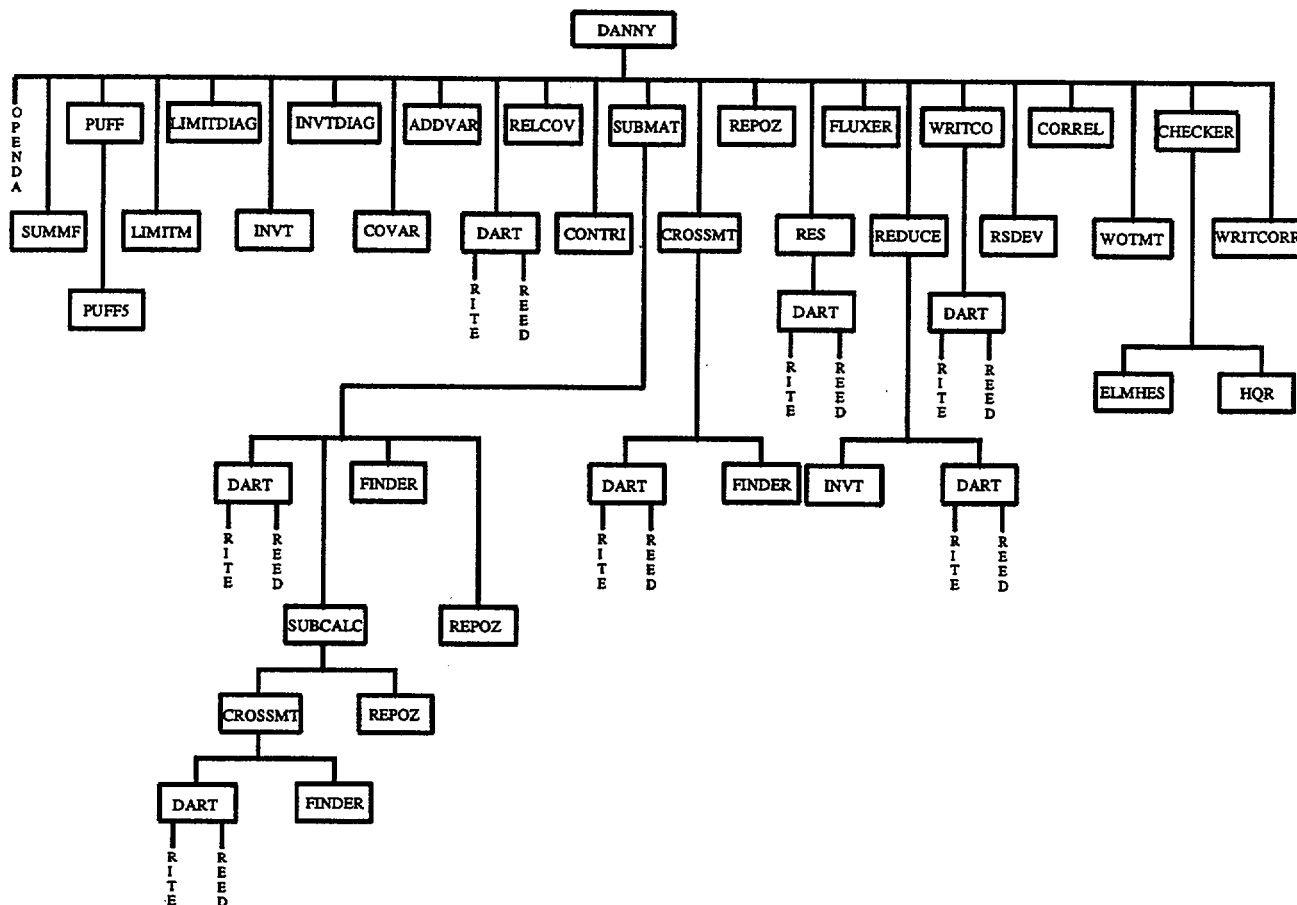 DANNY
OPENDA
PUFF
LIMITDIAG
INVTDIAG
ADDVAR
RELCOV
SUBMAT
REPOZ
FLUXER
WRITCO
CORREL
CHECKER
SUMMF
LIMITM
INVT
COVAR
DART
CONTRI
CROSSMT
RES
REDUCE
RSDEV
WOTMT
WRITCORR
RITE
REED
PUFF5
DART
DART
RITE
REED
RITE
REED
ELMHES
HQR
DART
FINDER
DART
FINDER
INVT
DART
RITE
REED
RITE
REED
RITE
REED
SUBCALC
REPOZ
CROSSMT
REPOZ
DART
FINDER
RITE
REED